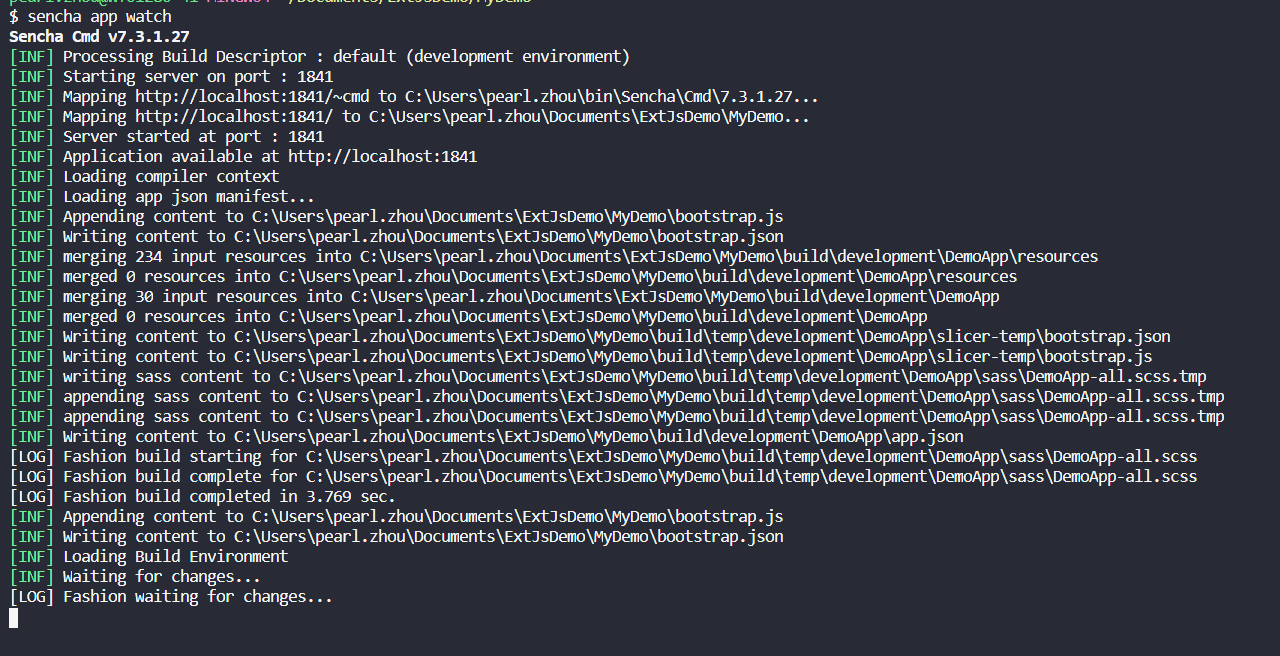 $ sencha app watch
Sencha Cmd v7.3.1.27
[INF] Processing Build Descriptor : default (development environment)
[INF] Starting server on port : 1841
[INF] Mapping http://localhost:1841/~cmd to C:\Users\pearl.zhou\bin\Sencha\Cmd\7.3.1.27...
[INF] Mapping http://localhost:1841/ to C:\Users\pearl.zhou\Documents\ExtJsDemo\MyDemo...
[INF] Server started at port : 1841
[INF] Application available at http://localhost:1841
[INF] Loading compiler context
[INF] Loading app json manifest...
[INF] Appending content to C:\Users\pearl.zhou\Documents\ExtJsDemo\MyDemo\bootstrap.js
[INF] Writing content to C:\Users\pearl.zhou\Documents\ExtJsDemo\MyDemo\bootstrap.json
[INF] merging 234 input resources into C:\Users\pearl.zhou\Documents\ExtJsDemo\MyDemo\build\development\DemoApp\resources
[INF] merged 0 resources into C:\Users\pearl.zhou\Documents\ExtJsDemo\MyDemo\build\development\DemoApp\resources
[INF] merging 30 input resources into C:\Users\pearl.zhou\Documents\ExtJsDemo\MyDemo\build\development\DemoApp
[INF] merged 0 resources into C:\Users\pearl.zhou\Documents\ExtJsDemo\MyDemo\build\development\DemoApp
[INF] Writing content to C:\Users\pearl.zhou\Documents\ExtJsDemo\MyDemo\build\temp\development\DemoApp\slicer-temp\bootstrap.json
[INF] Writing content to C:\Users\pearl.zhou\Documents\ExtJsDemo\MyDemo\build\temp\development\DemoApp\slicer-temp\bootstrap.js
[INF] writing sass content to C:\Users\pearl.zhou\Documents\ExtJsDemo\MyDemo\build\temp\development\DemoApp\sass\DemoApp-all.scss.tmp
[INF] appending sass content to C:\Users\pearl.zhou\Documents\ExtJsDemo\MyDemo\build\temp\development\DemoApp\sass\DemoApp-all.scss.tmp
[INF] appending sass content to C:\Users\pearl.zhou\Documents\ExtJsDemo\MyDemo\build\temp\development\DemoApp\sass\DemoApp-all.scss.tmp
[INF] Writing content to C:\Users\pearl.zhou\Documents\ExtJsDemo\MyDemo\build\development\DemoApp\app.json
[LOG] Fashion build starting for C:\Users\pearl.zhou\Documents\ExtJsDemo\MyDemo\build\temp\development\DemoApp\sass\DemoApp-all.scss
[LOG] Fashion build complete for C:\Users\pearl.zhou\Documents\ExtJsDemo\MyDemo\build\temp\development\DemoApp\sass\DemoApp-all.scss
[LOG] Fashion build completed in 3.769 sec.
[INF] Appending content to C:\Users\pearl.zhou\Documents\ExtJsDemo\MyDemo\bootstrap.js
[INF] Writing content to C:\Users\pearl.zhou\Documents\ExtJsDemo\MyDemo\bootstrap.json
[INF] Loading Build Environment
[INF] Waiting for changes...
[LOG] Fashion waiting for changes...